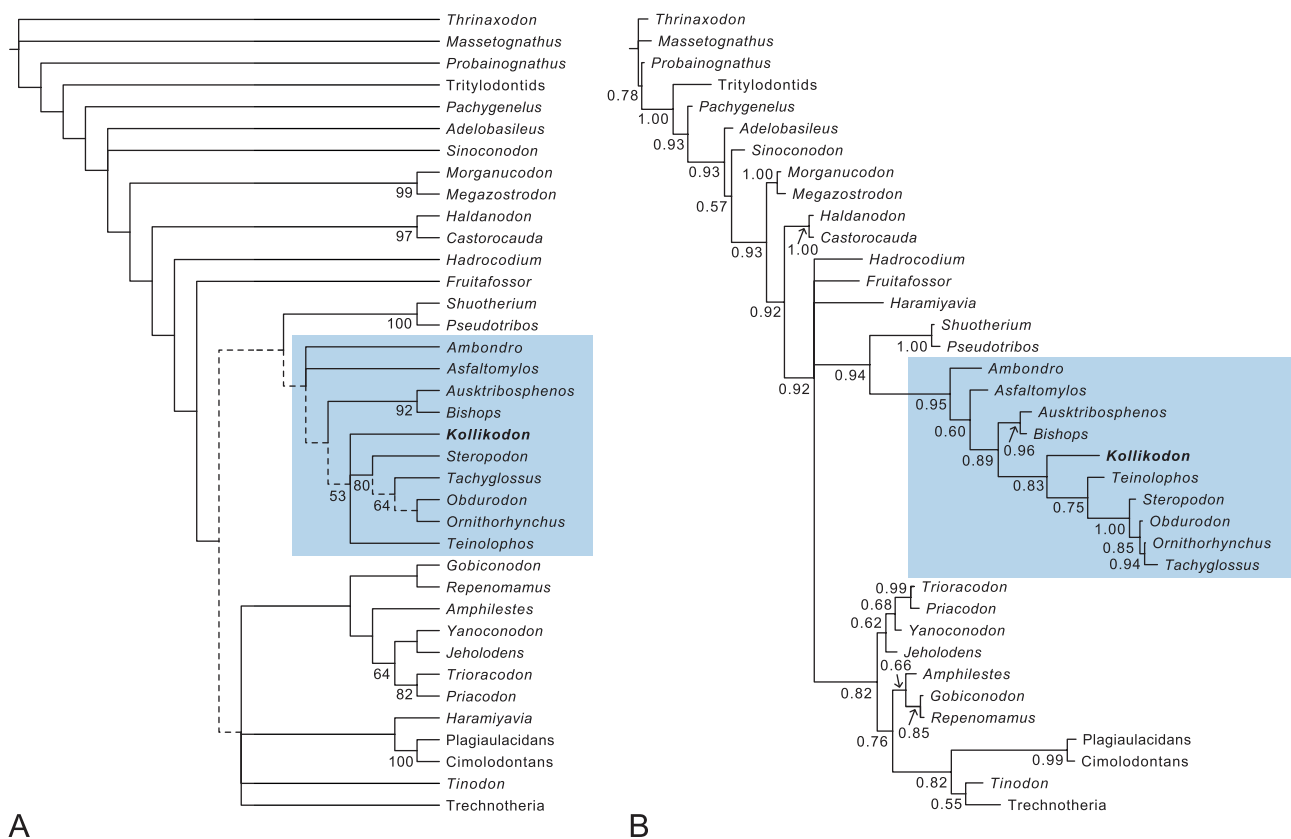 Thrinaxodon
Massetognathus
Probainognathus
Tritylodontids
Pachygenelus
Adelobasileus
Sinoconodon
Morganucodon
99
Megazostrodon
Haldanodon
97
Castorocauda
Hadrocodium
Fruitafossor
Shuotherium
100
Pseudotribos
Ambondro
Asfaltomylos
Ausktribosphenos
92
Bishops
Kollikodon
Steropodon
80
Tachyglossus
53
64
Obdurodon
Ornithorhynchus
Teinolophos
Gobiconodon
Repenomamus
Amphilestes
Yanoconodon
Jeholodens
64
Trioracodon
82
Priacodon
Haramiyavia
Plagiaulacidans
100
Cimolodontans
Tinodon
Trechnotheria
A
Thrinaxodon
Massetognathus
Probainognathus
0.78
Tritylodontids
1.00
Pachygenelus
0.93
Adelobasileus
0.93
Sinoconodon
1.00
Morganucodon
0.57
Megazostrodon
0.93
Haldanodon
Castorocauda
1.00
Hadrocodium
Fruitafossor
0.92
Haramiyavia
Shuotherium
1.00
Pseudotribos
0.92
0.94
Ambondro
0.95
Asfaltomylos
0.60
Ausktribosphenos
Bishops
0.96
0.89
Kollikodon
0.83
Teinolophos
0.75
Steropodon
1.00
Obdurodon
0.85
Ornithorhynchus
0.94
Tachyglossus
0.99
Trioracodon
0.68
Priacodon
0.62
Yanoconodon
Jeholodens
0.66
Amphilestes
0.82
Gobiconodon
Repenomamus
0.85
0.76
Plagiaulacidans
0.99
Cimolodontans
0.82
Tinodon
0.55
Trechnotheria
B